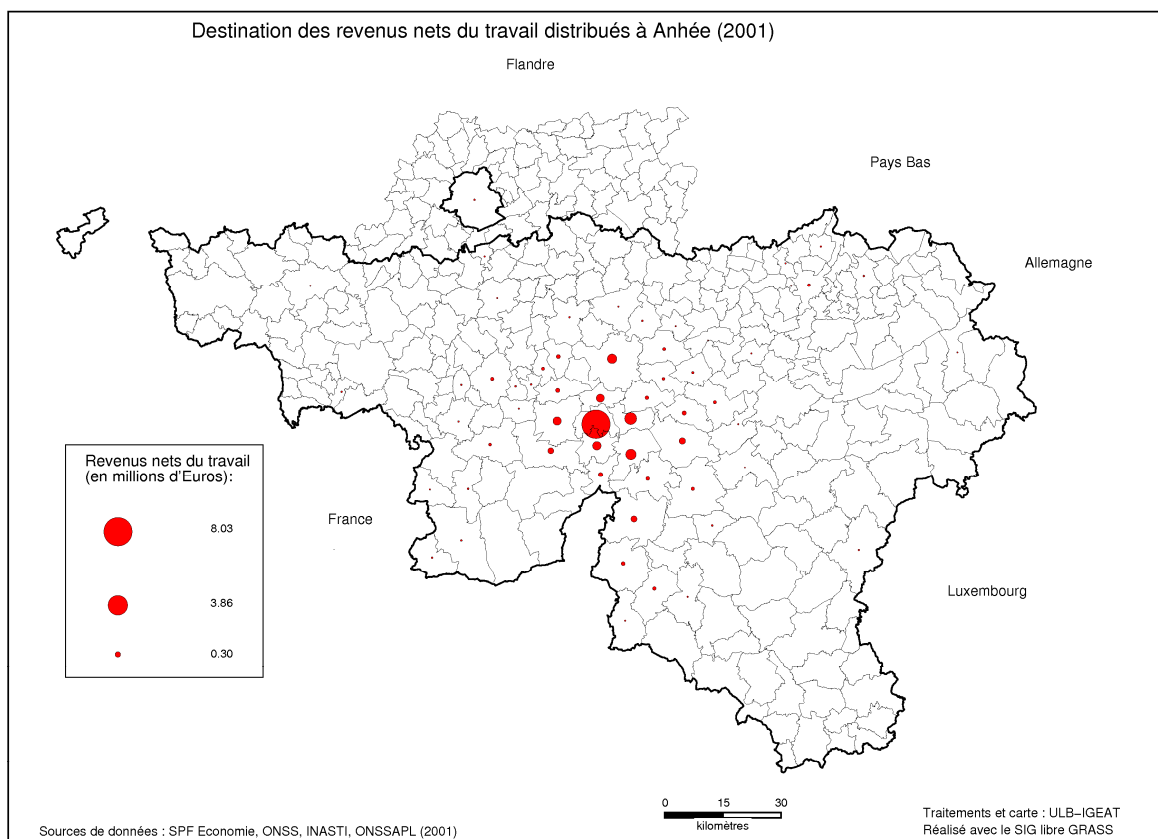 Destination des revenus nets du travail distribués à Anhée (2001)
Flandre
Pays Bas
Allemagne
Revenus nets du travail
(en millions d'Euros):
8.03
3.86
0.30
France
Luxembourg
0 15 30
kilomètres
Sources de données : SPF Economie, ONSS, INASTI, ONSSAPL (2001)
Traitements et carte : ULB-IGEAT
Réalisé avec le SIG libre GRASS